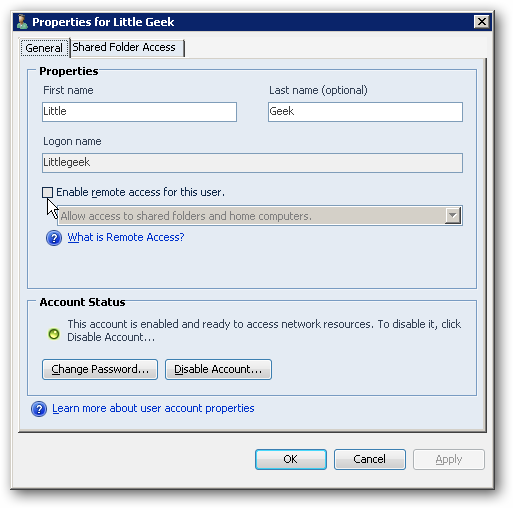 Properties for Little Geek
General
Shared Folder Access
Properties
First name
Last name (optional)
Little
Geek
Logon name
Littlegeek
Enable remote access for this user.
Allow access to shared folders and home computers.
What is Remote Access?
Account Status
This account is enabled and ready to access network resources. To disable it, click
Disable Account...
Change Password...
Disable Account...
Learn more about user account properties
OK
Cancel
Apply